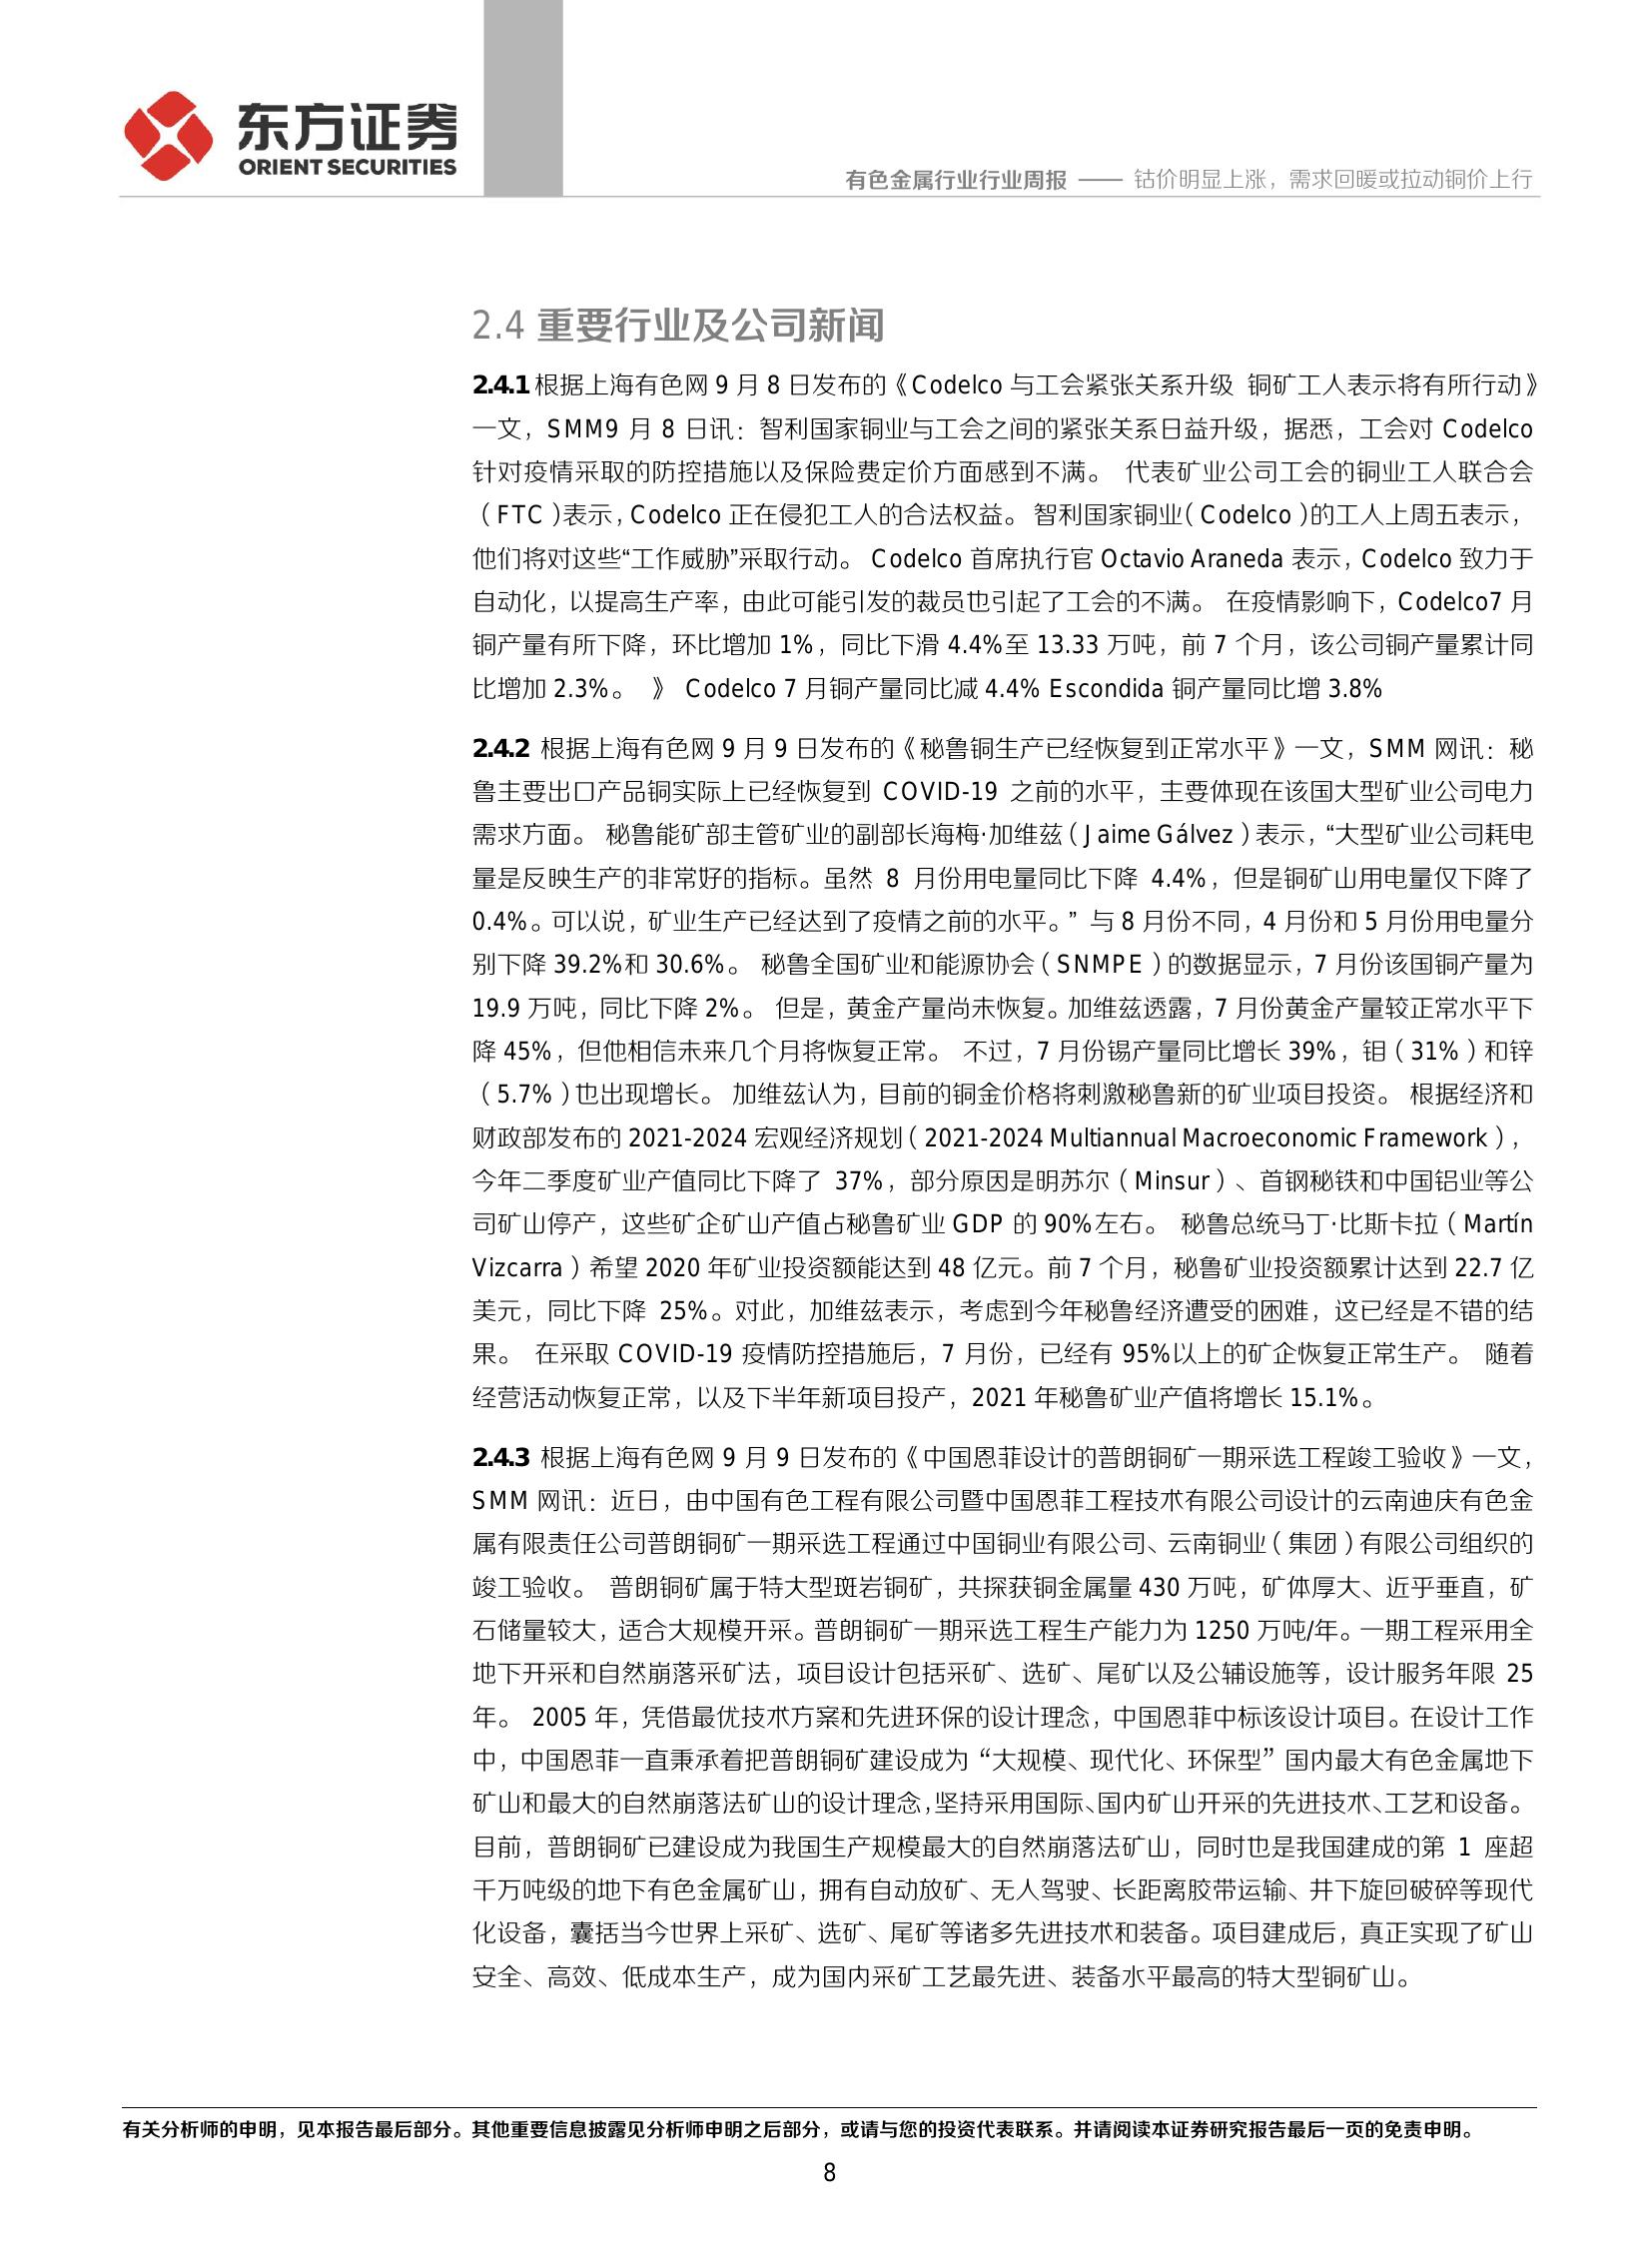 东方证券
ORIENT SECURITIES
有色金属行业行业周报 —— 钴价明显上涨，需求回暖或拉动铜价上行
2.4 重要行业及公司新闻
2.4.1根据上海有色网 9 月 8 日发布的《Codelco 与工会紧张关系升级 铜矿工人表示将有所行动》
一文，SMM9 月 8 日讯：智利国家铜业与工会之间的紧张关系日益升级，据悉，工会对 Codelco
针对疫情采取的防控措施以及保险费定价方面感到不满。 代表矿业公司工会的铜业工人联合会
（FTC）表示，Codelco 正在侵犯工人的合法权益。 智利国家铜业（Codelco）的工人上周五表示，
他们将对这些“工作威胁”采取行动。 Codelco 首席执行官 Octavio Araneda 表示，Codelco 致力于
自动化，以提高生产率，由此可能引发的裁员也引起了工会的不满。 在疫情影响下，Codelco7 月
铜产量有所下降，环比增加 1%，同比下滑 4.4%至 13.33 万吨，前 7 个月，该公司铜产量累计同
比增加 2.3%。 》 Codelco 7 月铜产量同比减 4.4% Escondida 铜产量同比增 3.8%
2.4.2 根据上海有色网 9 月 9 日发布的《秘鲁铜生产已经恢复到正常水平》一文，SMM 网讯：秘
鲁主要出口产品铜实际上已经恢复到 COVID-19 之前的水平，主要体现在该国大型矿业公司电力
需求方面。 秘鲁能矿部主管矿业的副部长海梅·加维兹（Jaime Gálvez）表示，“大型矿业公司耗电
量是反映生产的非常好的指标。虽然 8 月份用电量同比下降 4.4%，但是铜矿山用电量仅下降了
0.4%。可以说，矿业生产已经达到了疫情之前的水平。” 与 8 月份不同，4 月份和 5 月份用电量分
别下降 39.2%和 30.6%。 秘鲁全国矿业和能源协会（SNMPE）的数据显示，7 月份该国铜产量为
19.9 万吨，同比下降 2%。 但是，黄金产量尚未恢复。加维兹透露，7 月份黄金产量较正常水平下
降 45%，但他相信未来几个月将恢复正常。 不过，7 月份锡产量同比增长 39%，钼（31%）和锌
（5.7%）也出现增长。 加维兹认为，目前的铜金价格将刺激秘鲁新的矿业项目投资。 根据经济和
财政部发布的 2021-2024 宏观经济规划（2021-2024 Multiannual Macroeconomic Framework），
今年二季度矿业产值同比下降了 37%，部分原因是明苏尔（Minsur）、首钢秘铁和中国铝业等公
司矿山停产，这些矿企矿山产值占秘鲁矿业 GDP 的 90%左右。 秘鲁总统马丁·比斯卡拉（Martín
Vizcarra）希望 2020 年矿业投资额能达到 48 亿元。前 7 个月，秘鲁矿业投资额累计达到 22.7 亿
美元，同比下降 25%。对此，加维兹表示，考虑到今年秘鲁经济遭受的困难，这已经是不错的结
果。 在采取 COVID-19 疫情防控措施后，7 月份，已经有 95%以上的矿企恢复正常生产。 随着
经营活动恢复正常，以及下半年新项目投产，2021 年秘鲁矿业产值将增长 15.1%。
2.4.3 根据上海有色网 9 月 9 日发布的《中国恩菲设计的普朗铜矿一期采选工程竣工验收》一文，
SMM 网讯：近日，由中国有色工程有限公司暨中国恩菲工程技术有限公司设计的云南迪庆有色金
属有限责任公司普朗铜矿一期采选工程通过中国铜业有限公司、云南铜业（集团）有限公司组织的
竣工验收。 普朗铜矿属于特大型斑岩铜矿，共探获铜金属量 430 万吨，矿体厚大、近乎垂直，矿
石储量较大，适合大规模开采。普朗铜矿一期采选工程生产能力为 1250 万吨/年。一期工程采用全
地下开采和自然崩落采矿法，项目设计包括采矿、选矿、尾矿以及公辅设施等，设计服务年限 25
年。 2005 年，凭借最优技术方案和先进环保的设计理念，中国恩菲中标该设计项目。在设计工作
中，中国恩菲一直秉承着把普朗铜矿建设成为“大规模、现代化、环保型”国内最大有色金属地下
矿山和最大的自然崩落法矿山的设计理念，坚持采用国际、国内矿山开采的先进技术、工艺和设备。
目前，普朗铜矿已建设成为我国生产规模最大的自然崩落法矿山，同时也是我国建成的第 1 座超
千万吨级的地下有色金属矿山，拥有自动放矿、无人驾驶、长距离胶带运输、井下旋回破碎等现代
化设备，囊括当今世界上采矿、选矿、尾矿等诸多先进技术和装备。项目建成后，真正实现了矿山
安全、高效、低成本生产，成为国内采矿工艺最先进、装备水平最高的特大型铜矿山。
有关分析师的申明，见本报告最后部分。其他重要信息披露见分析师申明之后部分，或请与您的投资代表联系。并请阅读本证券研究报告最后一页的免责申明。
8